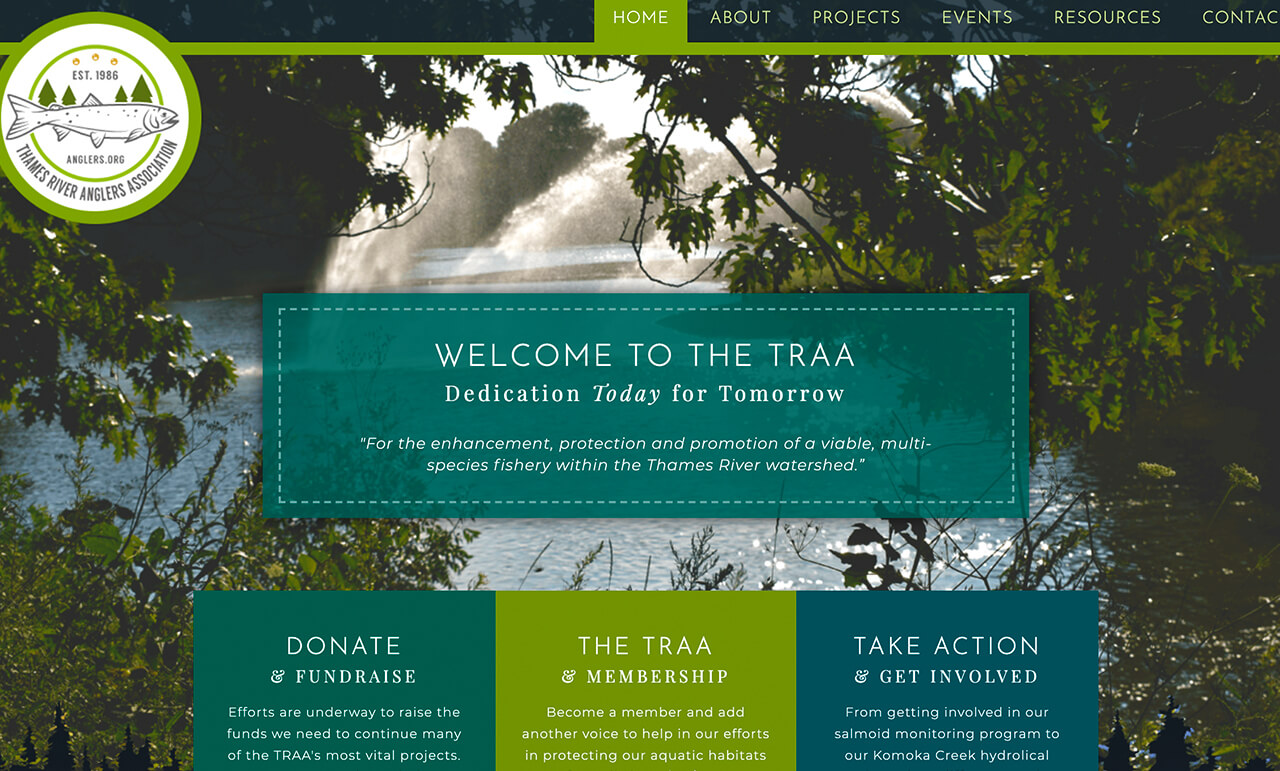 HOME ABOUT PROJECTS EVENTS RESOURCES CONTAC
EST. 1986
ANGLERS.ORG
THAMES RIVER ANGLERS ASSOCIATION
WELCOME TO THE TRAA
Dedication Today for Tomorrow
"For the enhancement, protection and promotion of a viable, multi-
species fishery within the Thames River watershed."
DONATE
& FUNDRAISE
Efforts are underway to raise the
funds we need to continue many
of the TRAA's most vital projects.
THE TRAA
& MEMBERSHIP
Become a member and add
another voice to help in our efforts
in protecting our aquatic habitats
TAKE ACTION
& GET INVOLVED
From getting involved in our
salmoid monitoring program to
our Komoka Creek hydrolical